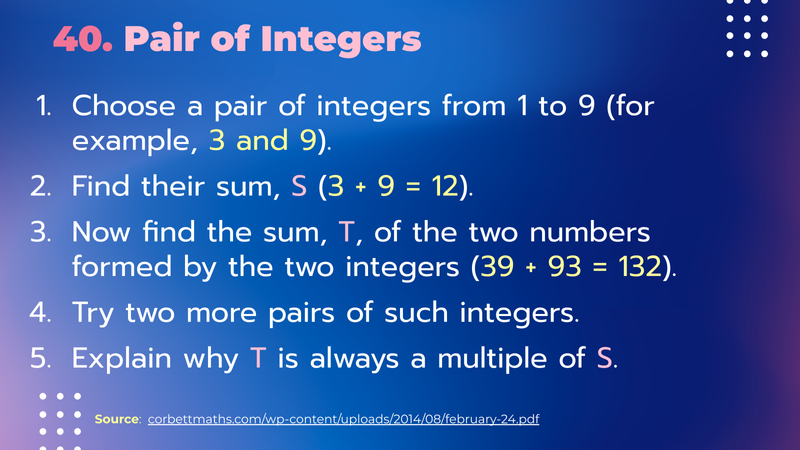 40. Pair of Integers
1. Choose a pair of integers from 1 to 9 (for
example, 3 and 9).
2. Find their sum, S (3 + 9 = 12).
3. Now find the sum, T, of the two numbers
formed by the two integers (39 + 93 = 132).
4. Try two more pairs of such integers.
5. Explain why T is always a multiple of S.
Source: corbettmaths.com/wp-content/uploads/2014/08/february-24.pdf